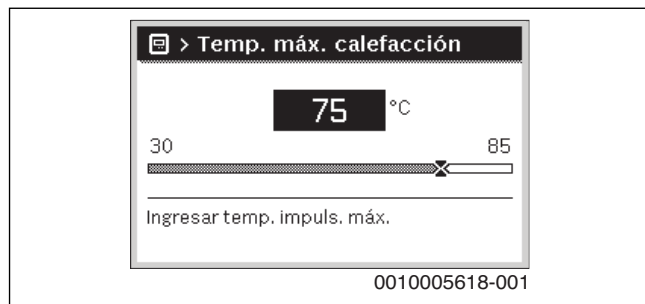 > Temp. máx. calefacción
75 °C
30 85
Ingresar temp. impuls. máx.
0010005618-001